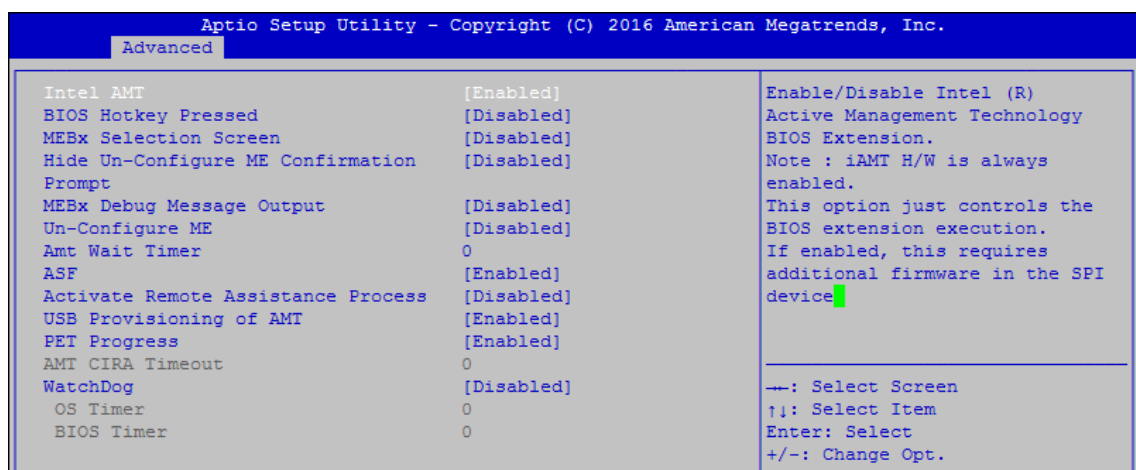 Aptio Setup Utility - Copyright (C) 2016 American Megatrends, Inc.
Advanced
Intel AMT [Enabled]
BIOS Hotkey Pressed [Disabled]
MEBx Selection Screen [Disabled]
Hide Un-Configure ME Confirmation [Disabled]
Prompt
MEBx Debug Message Output [Disabled]
Un-Configure ME [Disabled]
Amt Wait Timer 0
ASF [Enabled]
Activate Remote Assistance Process [Disabled]
USB Provisioning of AMT [Enabled]
PET Progress [Enabled]
AMT CIRA Timeout 0
WatchDog [Disabled]
OS Timer 0
BIOS Timer 0
Enable/Disable Intel (R)
Active Management Technology
BIOS Extension.
Note : iAMT H/W is always
enabled.
This option just controls the
BIOS extension execution.
If enabled, this requires
additional firmware in the SPI
device
→←: Select Screen
↑↓: Select Item
Enter: Select
+/-: Change Opt.